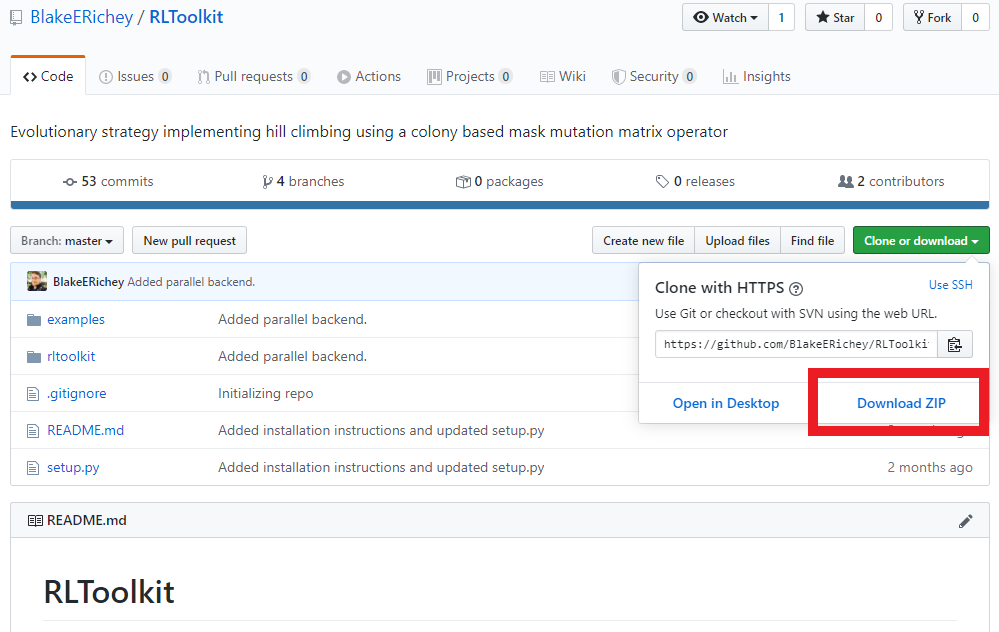 BlakeERichey / RLToolkit Watch 1 Star 0 Fork 0
Code Issues 0 Pull requests 0 Actions Projects 0 Wiki Security 0 Insights
Evolutionary strategy implementing hill climbing using a colony based mask mutation matrix operator
53 commits 4 branches 0 packages 0 releases 2 contributors
Branch: master New pull request Create new file Upload files Find file Clone or download
BlakeERichey Added parallel backend.
Clone with HTTPS ? Use SSH
Use Git or checkout with SVN using the web URL.
https://github.com/BlakeERichey/RLToolki
Open in Desktop Download ZIP
examples Added parallel backend.
rltoolkit Added parallel backend.
.gitignore Initializing repo
README.md Added installation instructions and updated setup.py
setup.py Added installation instructions and updated setup.py 2 months ago
README.md
RLToolkit